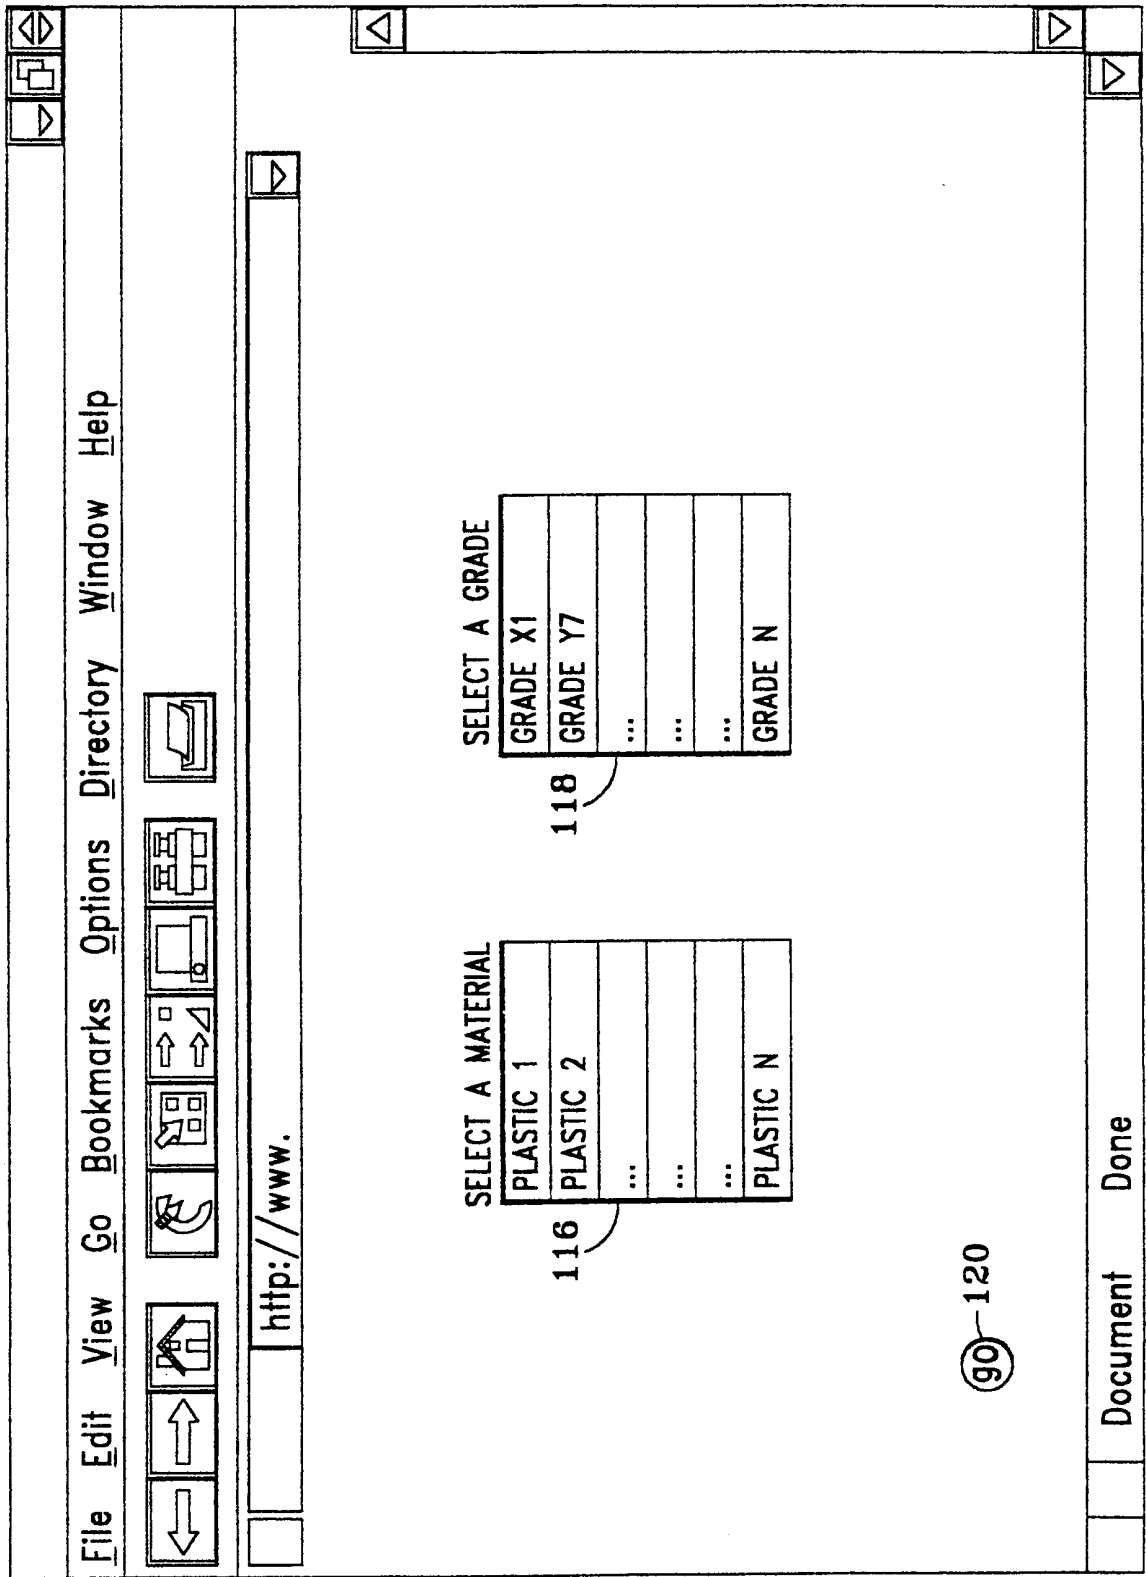 File Edit View Go Bookmarks Options Directory Window Help
http://www.
SELECT A MATERIAL
PLASTIC 1
PLASTIC 2
...
...
...
PLASTIC N
116
SELECT A GRADE
GRADE X1
GRADE Y7
...
...
...
GRADE N
118
go
120
Document Done